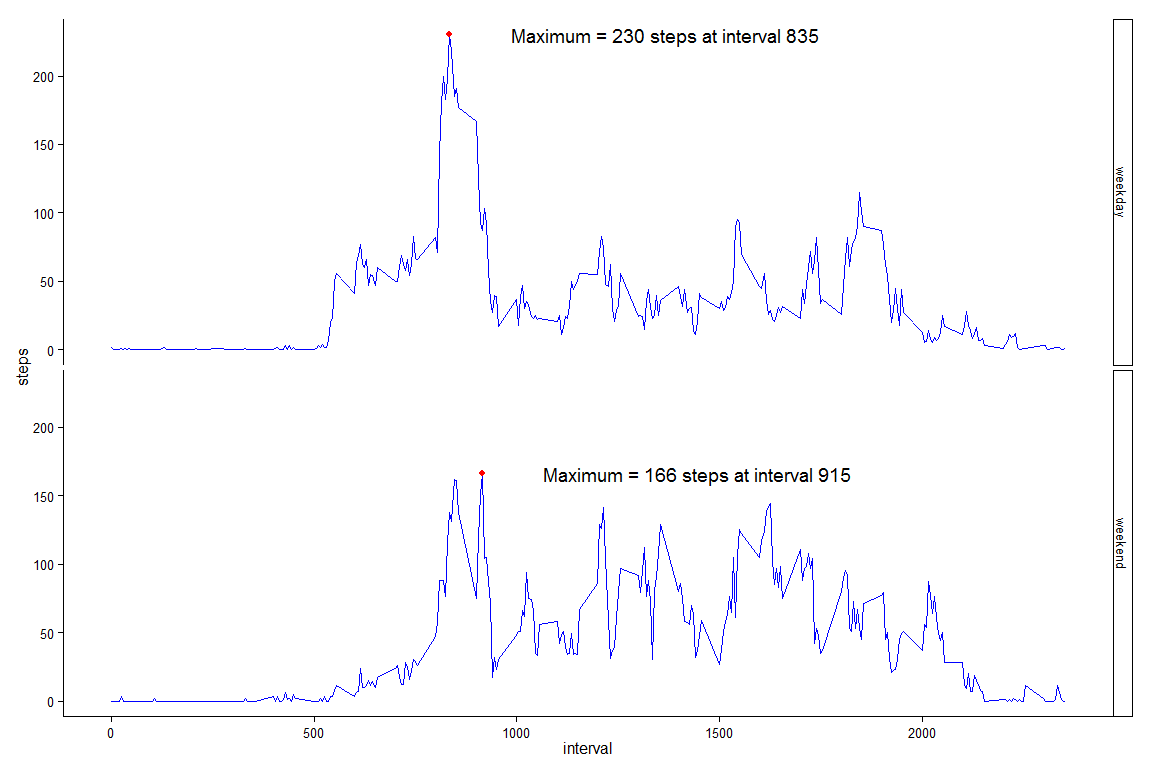 Maximum = 230 steps at interval 835
200
150
100
50
0
weekday
steps
Maximum = 166 steps at interval 915
200
150
100
50
0
weekend
0 500 1000 1500 2000
interval